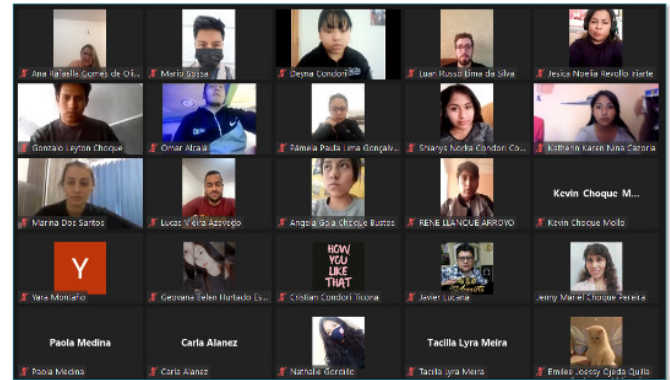 Ana Rafaella Gomes de Oli...
Mario Sossa
Deyna Condori
Luan Russo Lima da Silva
Jesica Noelia Revollo Iriarte
Gonzalo Leyton Choque
Omar Alcalá
Pâmela Paula Lima Gonçalv...
Shianys Norka Condori Co...
Katherin Karen Nina Cazorla
Marina Dos Santos
Lucas Vieira Azevedo
Angela Gaia Choque Bustos
RENE LLANQUE ARROYO
Kevin Choque M...
Kevin Choque Mollo
Y
Yara Montaño
Geovana Belen Hurtado Es...
HOW
YOU
LIKE
THAT
Cristian Condori Ticona
Javier Lucana
Jenny Mariel Choque Pereira
Paola Medina
Paola Medina
Carla Alanez
Carla Alanez
Nathalie Gordillo
Tacilla Lyra Meira
Tacilla Lyra Meira
Emilee Joessy Ojeda Quilla